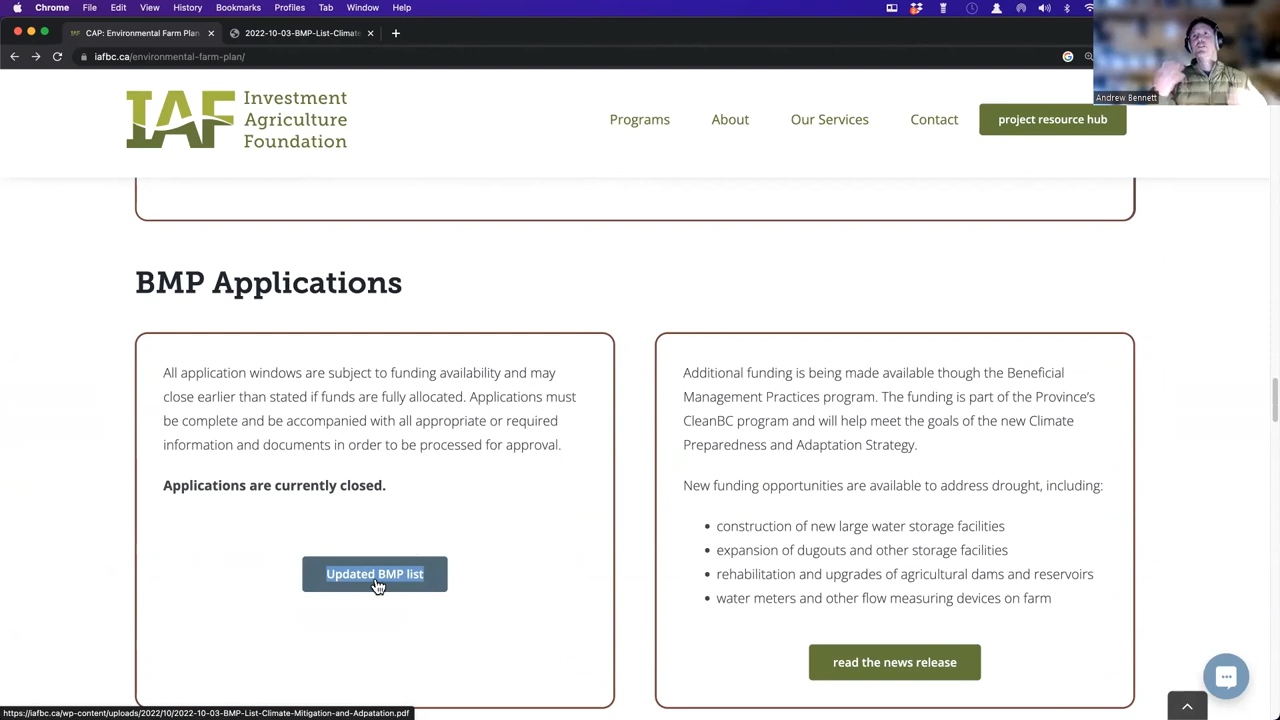 Chrome File Edit View History Bookmarks Profiles Tab Window Help
CAP: Environmental Farm Plan
2022-10-03-BMP-List-Climate
iafbc.ca/environmental-farm-plan/
Andrew Bennett
IAF Investment
Agriculture
Foundation
Programs About Our Services Contact project resource hub
BMP Applications
All application windows are subject to funding availability and may
close earlier than stated if funds are fully allocated. Applications must
be complete and be accompanied with all appropriate or required
information and documents in order to be processed for approval.
Applications are currently closed.
Updated BMP list
Additional funding is being made available though the Beneficial
Management Practices program. The funding is part of the Province's
CleanBC program and will help meet the goals of the new Climate
Preparedness and Adaptation Strategy.
New funding opportunities are available to address drought, including:
• construction of new large water storage facilities
• expansion of dugouts and other storage facilities
• rehabilitation and upgrades of agricultural dams and reservoirs
• water meters and other flow measuring devices on farm
read the news release
https://iafbc.ca/wp-content/uploads/2022/10/2022-10-03-BMP-List-Climate-Mitigation-and-Adpatation.pdf